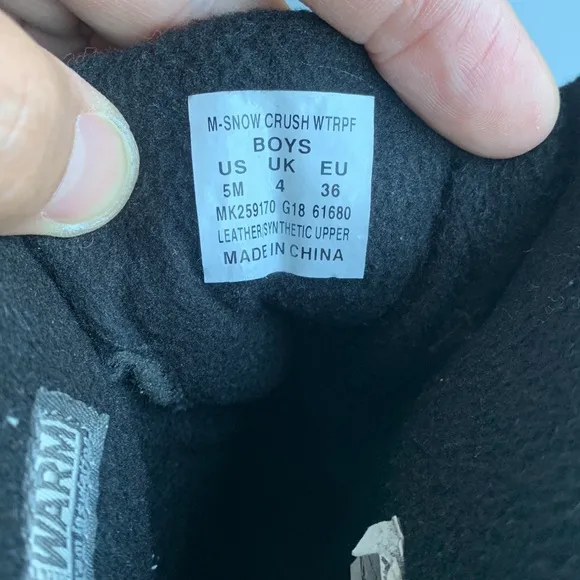 M-SNOW CRUSH WTRPF
BOYS
US UK EU
5M 4 36
MK259170 G18 61680
LEATHER/SYNTHETIC UPPER
MADE IN CHINA
WARM